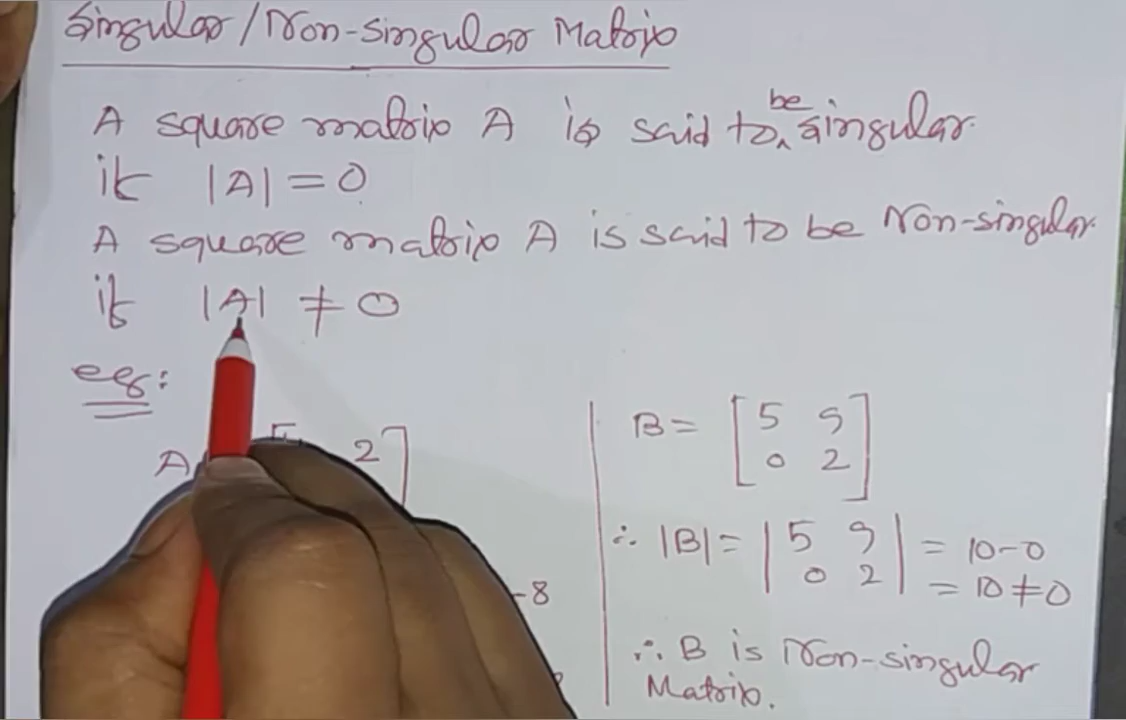 Singular/Non-singular Matrix
A square matrix A is said to be singular.
if |A| = 0
A square matrix A is said to be Non-singular.
if |A| ≠ 0
eg:
A
2
-8
B = [5 9
0 2]
∴ |B| = |5 9
0 2| = 10-0
= 10 ≠ 0
∴ B is Non-singular
Matrix.